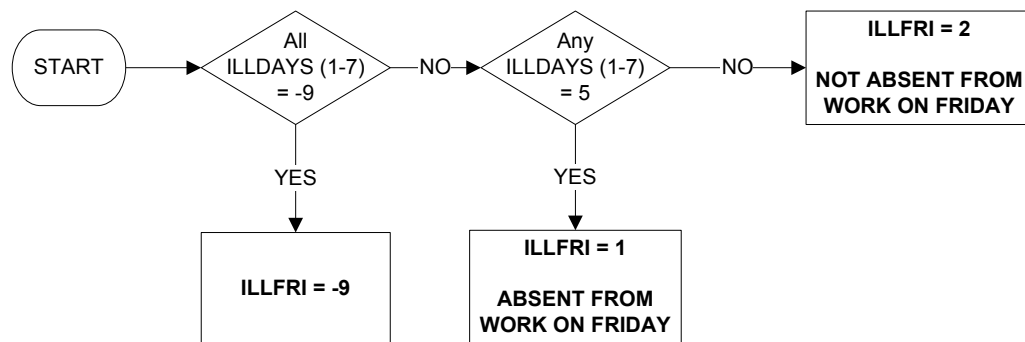 START
All
ILLDAYS (1-7)
= -9
NO
Any
ILLDAYS (1-7)
= 5
NO
ILLFRI = 2
NOT ABSENT FROM
WORK ON FRIDAY
YES
YES
ILLFRI = -9
ILLFRI = 1
ABSENT FROM
WORK ON FRIDAY